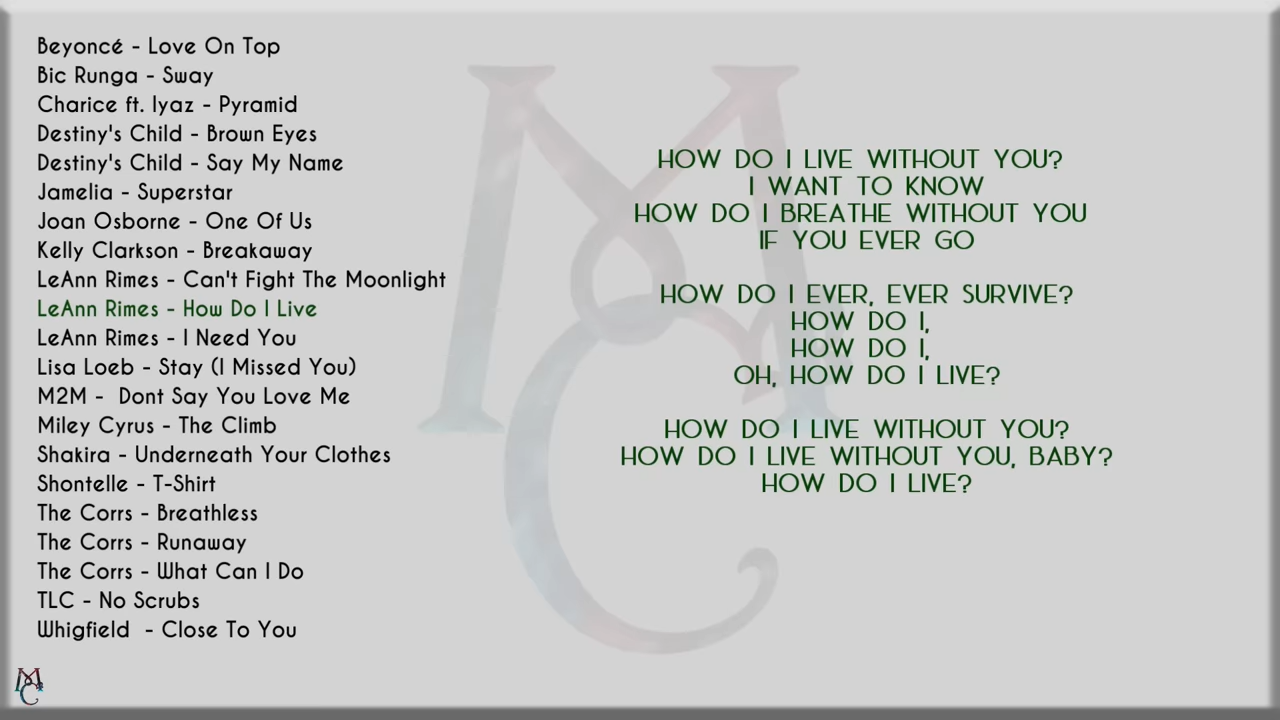 Beyoncé - Love On Top
Bic Runga - Sway
Charice ft. Iyaz - Pyramid
Destiny's Child - Brown Eyes
Destiny's Child - Say My Name
Jamelia - Superstar
Joan Osborne - One Of Us
Kelly Clarkson - Breakaway
LeAnn Rimes - Can't Fight The Moonlight
LeAnn Rimes - How Do I Live
LeAnn Rimes - I Need You
Lisa Loeb - Stay (I Missed You)
M2M -  Dont Say You Love Me
Miley Cyrus - The Climb
Shakira - Underneath Your Clothes
Shontelle - T-Shirt
The Corrs - Breathless
The Corrs - Runaway
The Corrs - What Can I Do
TLC - No Scrubs
Whigfield  - Close To You
HOW DO I LIVE WITHOUT YOU?
I WANT TO KNOW
HOW DO I BREATHE WITHOUT YOU
IF YOU EVER GO
HOW DO I EVER, EVER SURVIVE?
HOW DO I,
HOW DO I,
OH, HOW DO I LIVE?
HOW DO I LIVE WITHOUT YOU?
HOW DO I LIVE WITHOUT YOU, BABY?
HOW DO I LIVE?
MC
MC